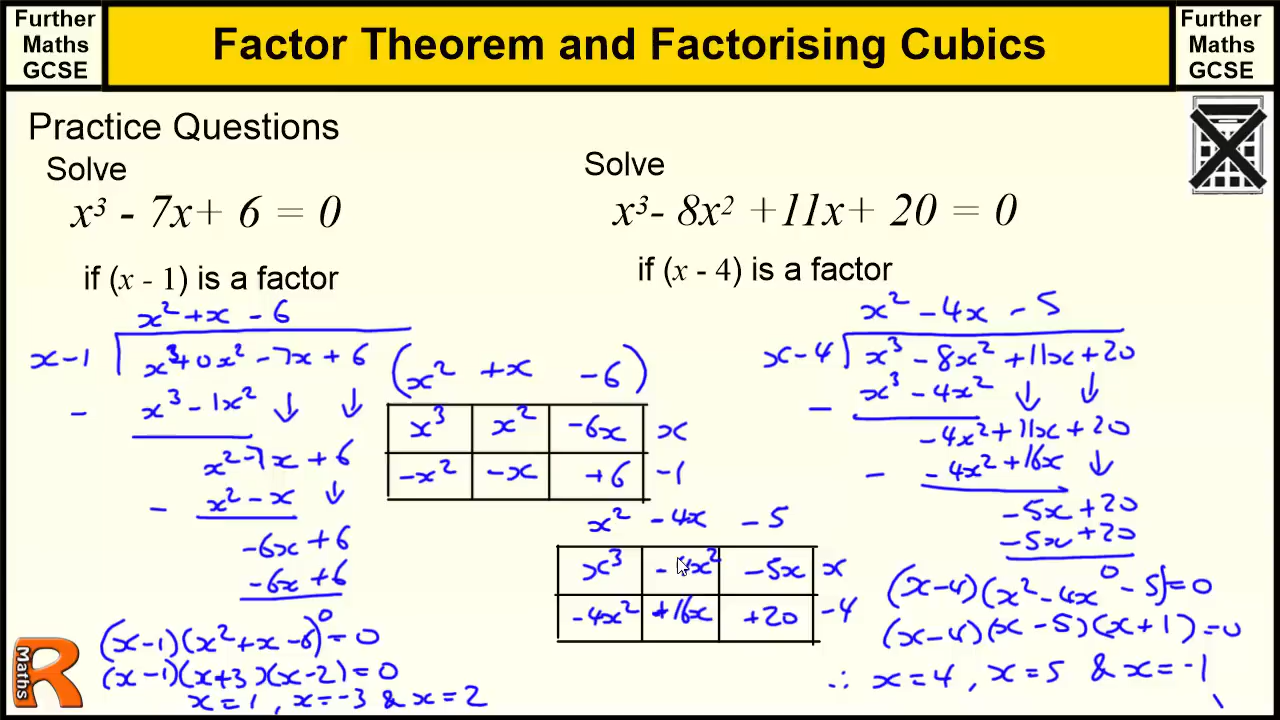 Further
Maths
GCSE
Factor Theorem and Factorising Cubics
Further
Maths
GCSE
Practice Questions
Solve
x³ - 7x + 6 = 0
if (x - 1) is a factor
x² + x - 6
x - 1 x³ + 0x² - 7x + 6
- x³ - 1x² ↓ ↓
x² - 7x + 6
- x² - x ↓
-6x + 6
-6x + 6
0
(x - 1)(x² + x - 6) = 0
(x - 1)(x + 3)(x - 2) = 0
x = 1, x = -3 & x = 2
(x² + x - 6)
x³ x² -6x x
-x² -x +6 -1
Solve
x³ - 8x² + 11x + 20 = 0
if (x - 4) is a factor
x² - 4x - 5
x - 4 x³ - 8x² + 11x + 20
- x³ - 4x² ↓ ↓
-4x² + 11x + 20
- -4x² + 16x ↓
-5x + 20
-5x + 20
0
(x - 4)(x² - 4x - 5) = 0
(x - 4)(x - 5)(x + 1) = 0
∴ x = 4, x = 5 & x = -1
x² - 4x - 5
x³ -4x² -5x x
-4x² +16x +20 -4
R
Maths